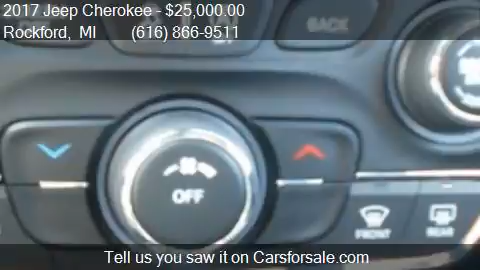 2017 Jeep Cherokee - $25,000.00
Rockford, MI (616) 866-9511
BACK
OFF
FRONT
REAR
Tell us you saw it on Carsforsale.com